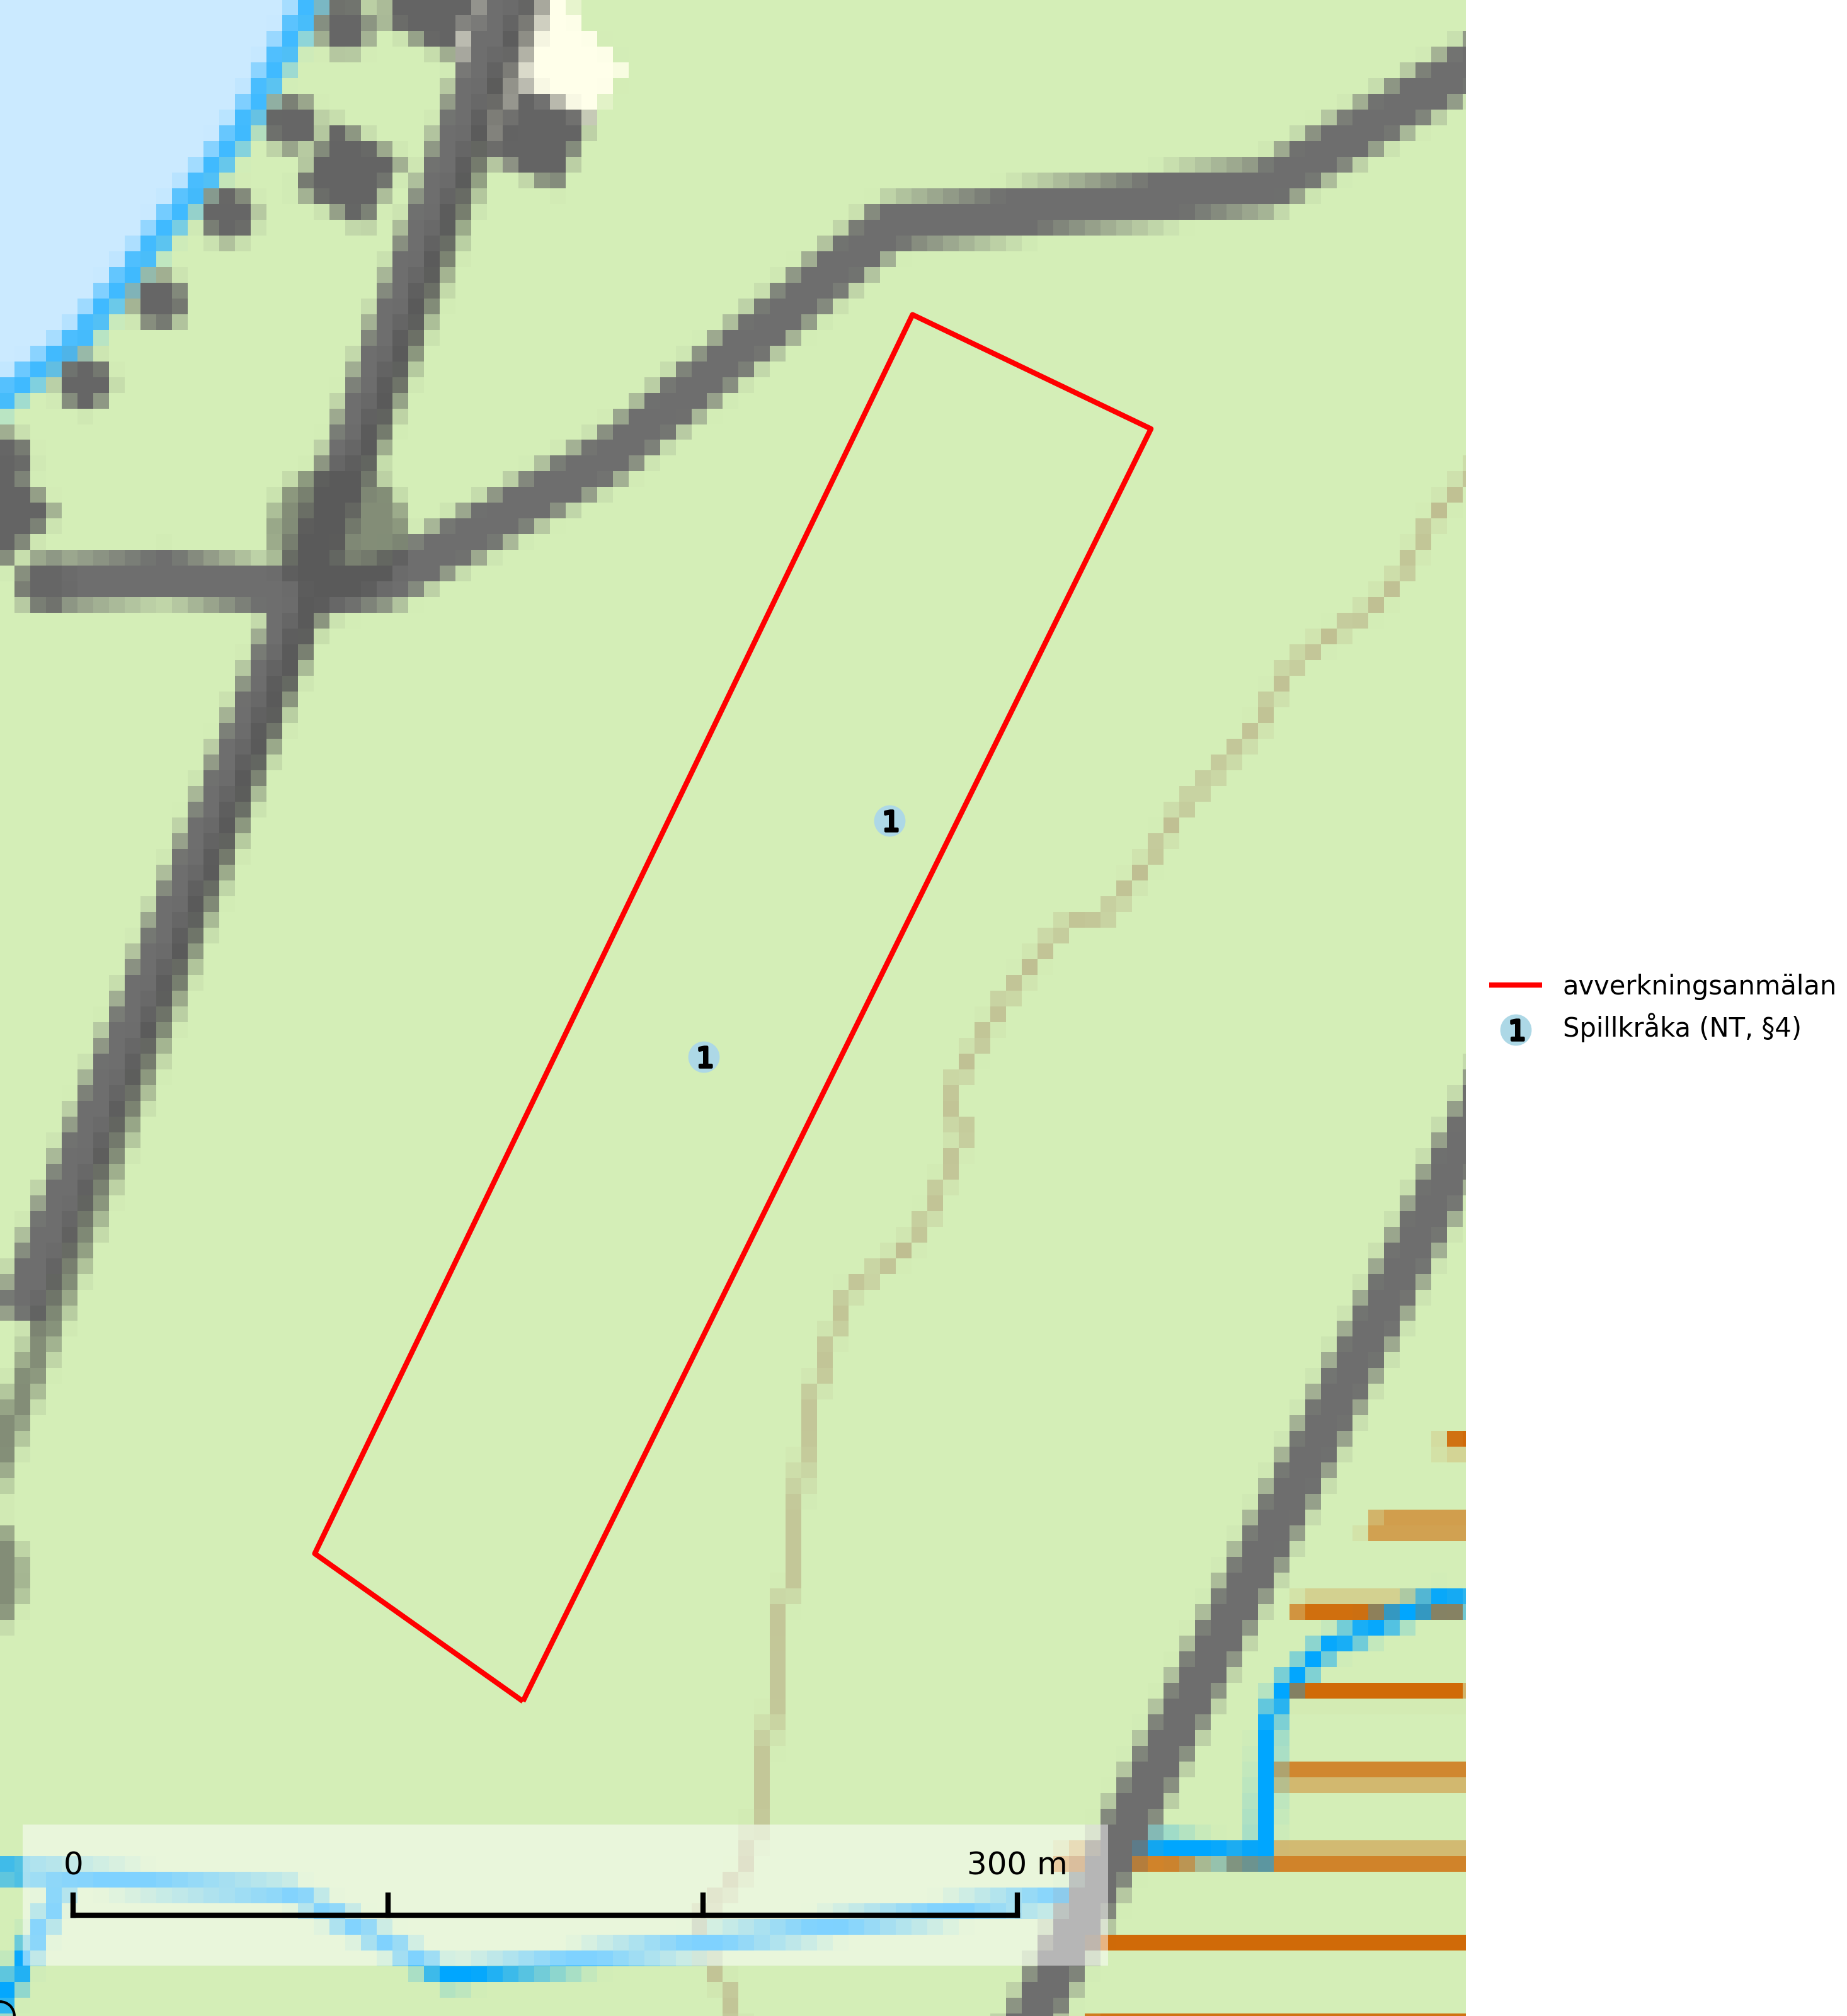 1
1
avverkningsanmälan
1 Spillkråka (NT, §4)
0 300 m